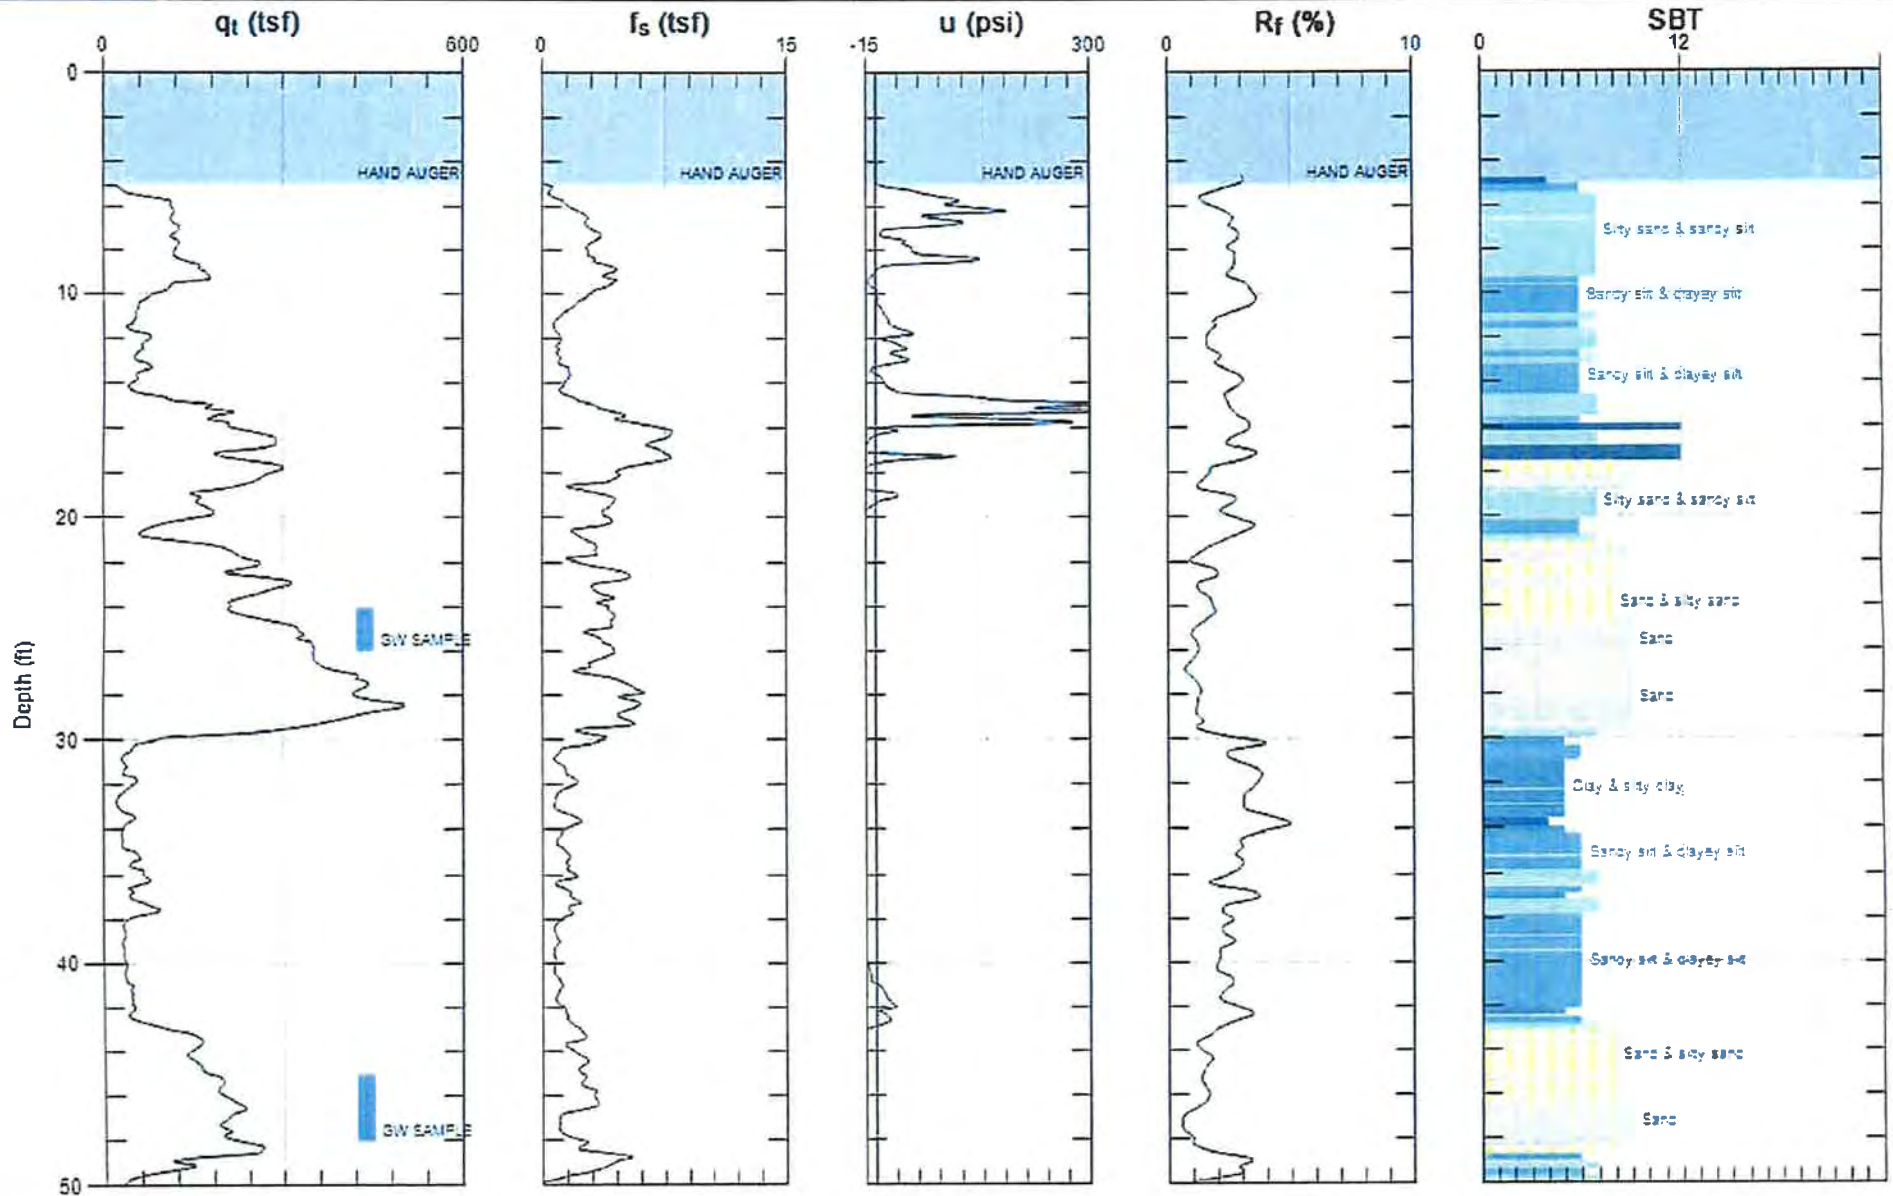 qt (tsf)
fs (tsf)
u (psi)
Rf (%)
SBT
0 600
0 15
-15 300
0 10
0 12
0
HAND AUGER
HAND AUGER
HAND AUGER
HAND AUGER
Silty sand & sandy silt
10
Sandy silt & clayey silt
Sandy silt & clayey silt
Silty sand & sandy silt
20
Sand & silty sand
GW SAMPLE
Sand
Sand
Depth (ft)
30
Clay & silty clay
Sandy silt & clayey silt
40
Sandy silt & clayey silt
Sand & silty sand
Sand
GW SAMPLE
50